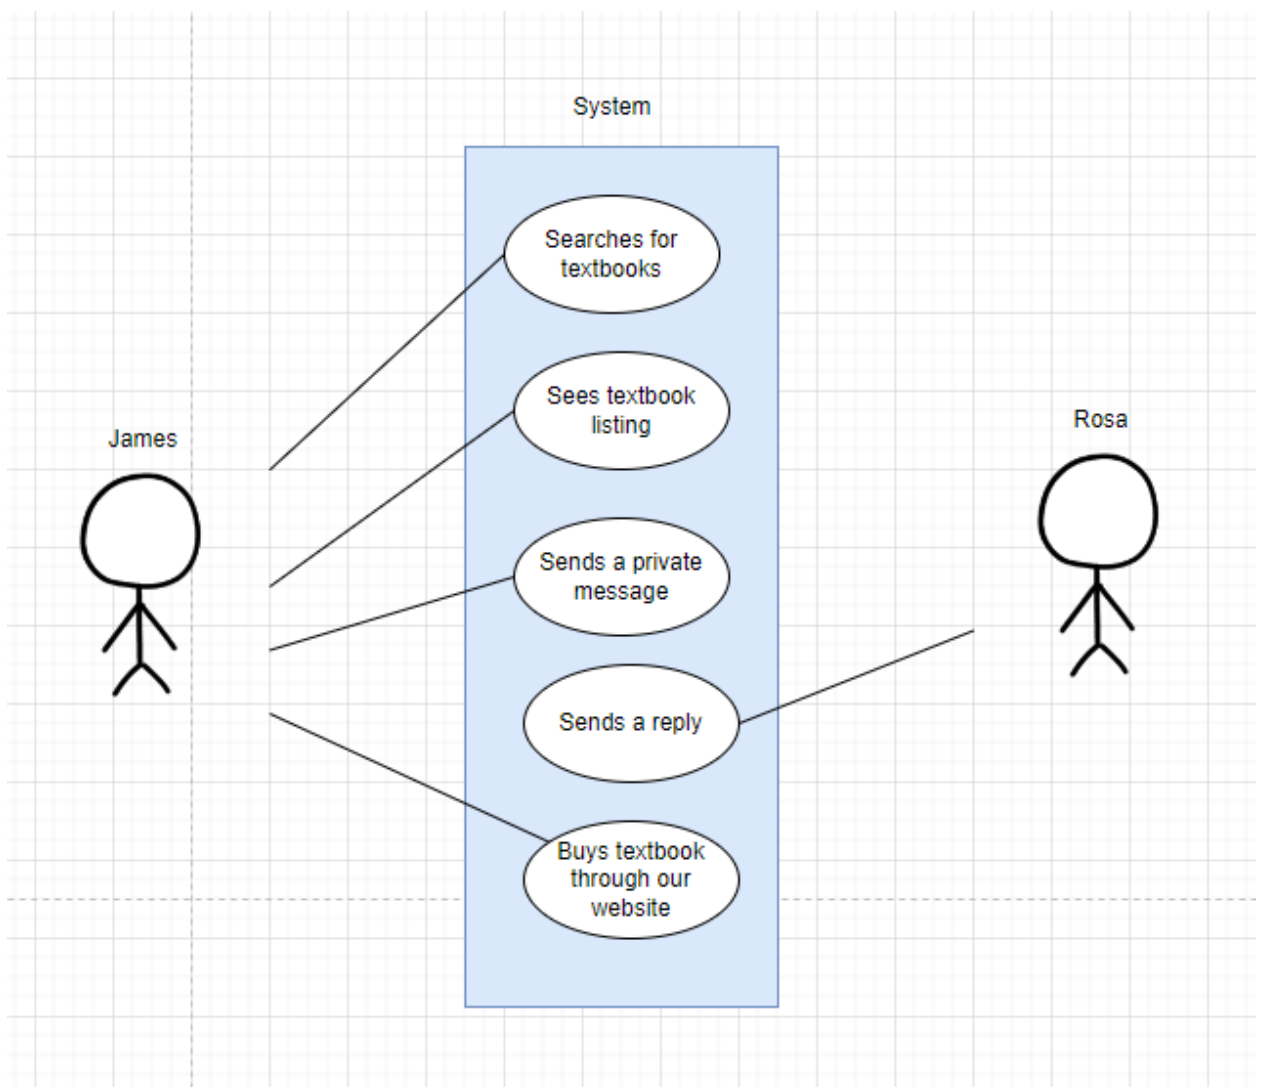 System
Searches for
textbooks
Sees textbook
listing
James
Rosa
Sends a private
message
Sends a reply
Buys textbook
through our
website